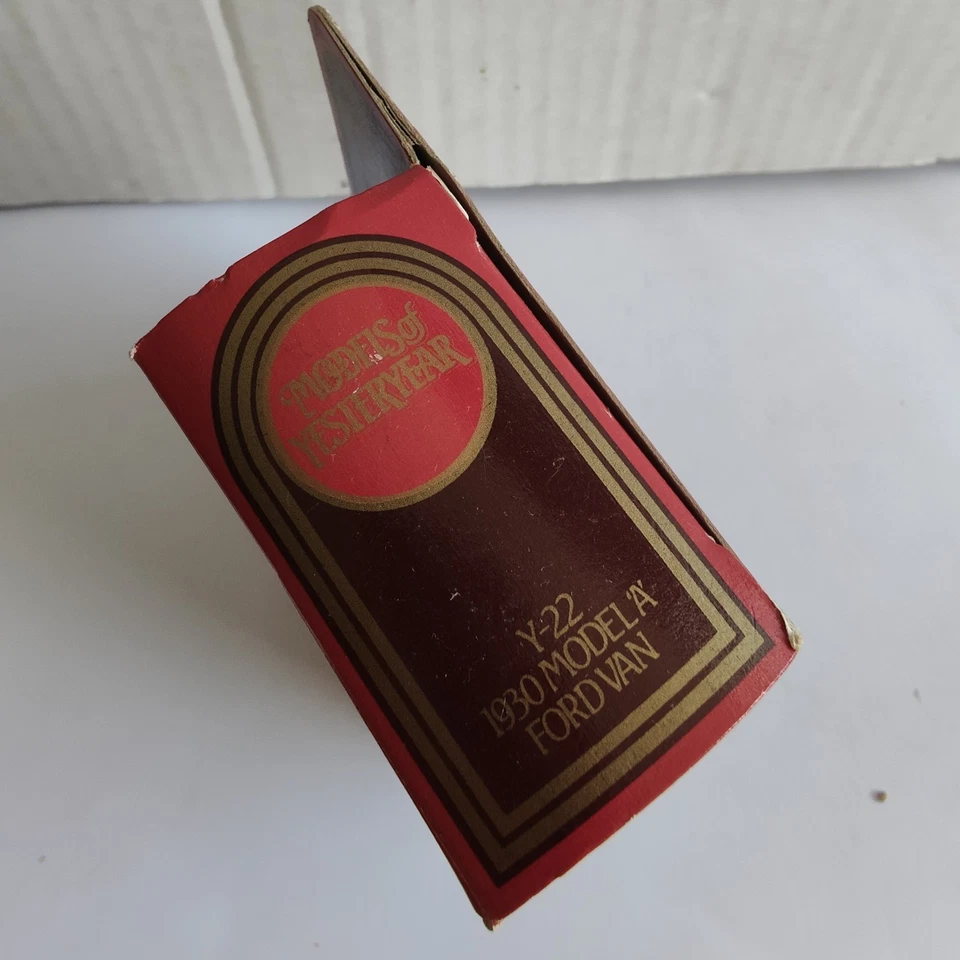 MODELS of
YESTERYEAR
Y-22
1930 MODEL 'A'
FORD VAN